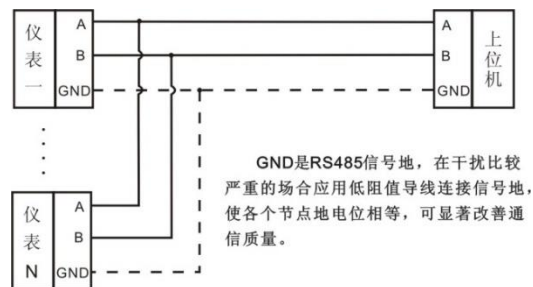 仪表一
A
B
GND
A
B
GND
上位机
GND是RS485信号地，在干扰比较
严重的场合应用低阻值导线连接信号地，
使各个节点地电位相等，可显著改善通
信质量。
仪表N
A
B
GND